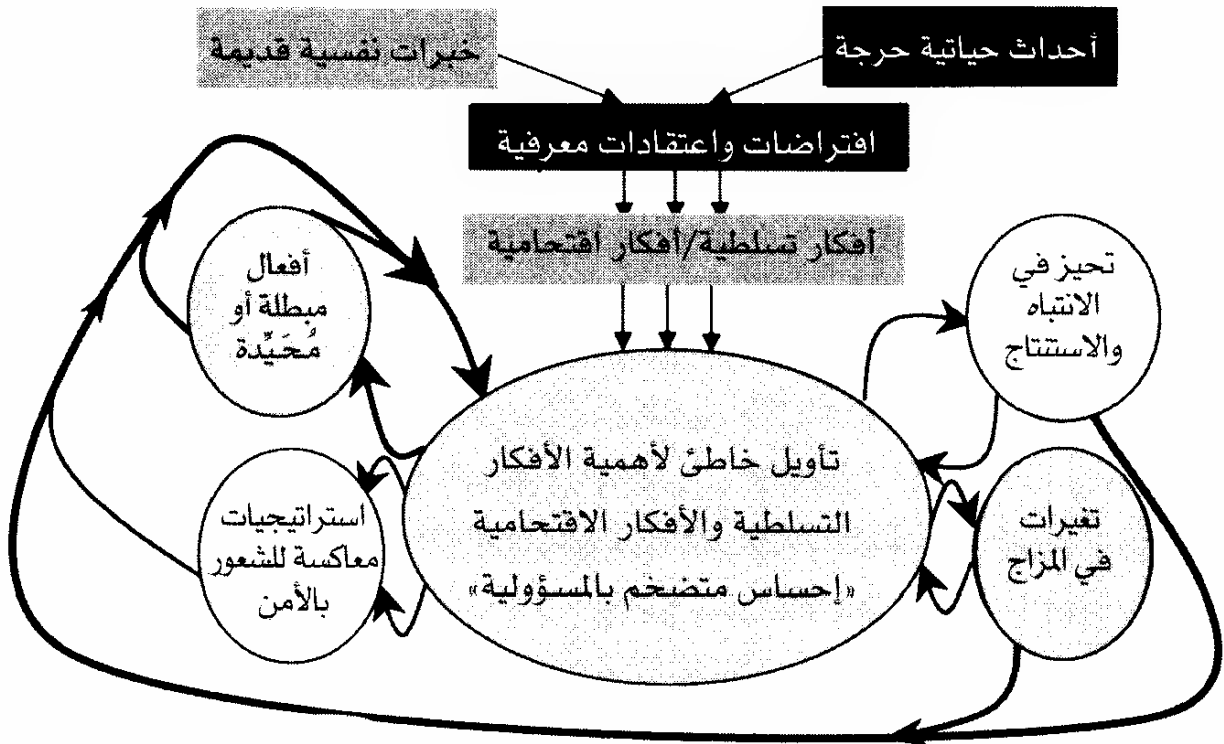 أحداث حياتية حرجة
خبرات نفسية قديمة
افتراضات واعتقادات معرفية
أفكار تسلطية/أفكار اقتحامية
تحيز في
الانتباه
والاستنتاج
أفعال
مبطلة أو
مُحَيِّدة
تأويل خاطئ لأهمية الأفكار
التسلطية والأفكار الاقتحامية
«إحساس متضخم بالمسؤولية»
تغيرات
في المزاج
استراتيجيات
معاكسة للشعور
بالأمن